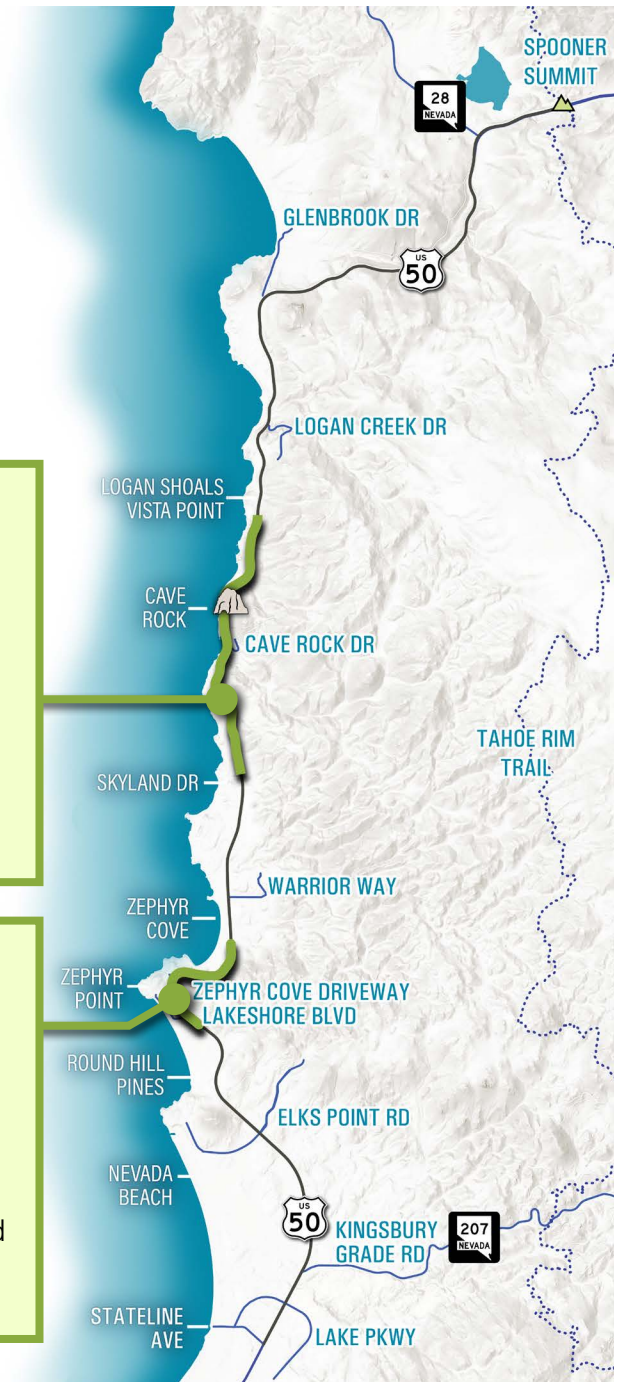 SPOONER
SUMMIT
28
NEVADA
GLENBROOK DR
US
50
LOGAN CREEK DR
LOGAN SHOALS
VISTA POINT
CAVE
ROCK
CAVE ROCK DR
TAHOE RIM
TRAIL
SKYLAND DR
WARRIOR WAY
ZEPHYR
COVE
ZEPHYR
POINT
ZEPHYR COVE DRIVEWAY
LAKESHORE BLVD
ROUND HILL
PINES
ELKS POINT RD
NEVADA
BEACH
US
50
KINGSBURY
GRADE RD
207
NEVADA
d
STATELINE
AVE
LAKE PKWY